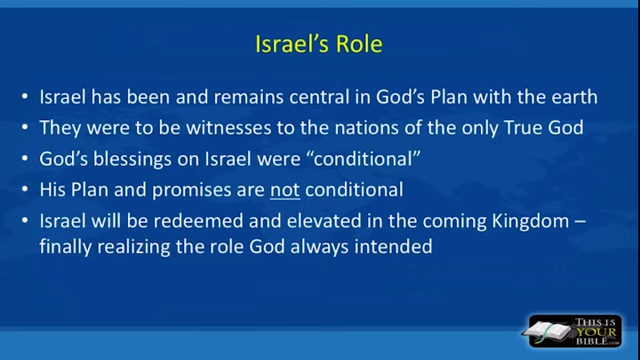 Israel's Role
• Israel has been and remains central in God's Plan with the earth
• They were to be witnesses to the nations of the only True God
• God's blessings on Israel were “conditional”
• His Plan and promises are not conditional
• Israel will be redeemed and elevated in the coming Kingdom –
finally realizing the role God always intended
THIS IS
YOUR
BIBLE.COM